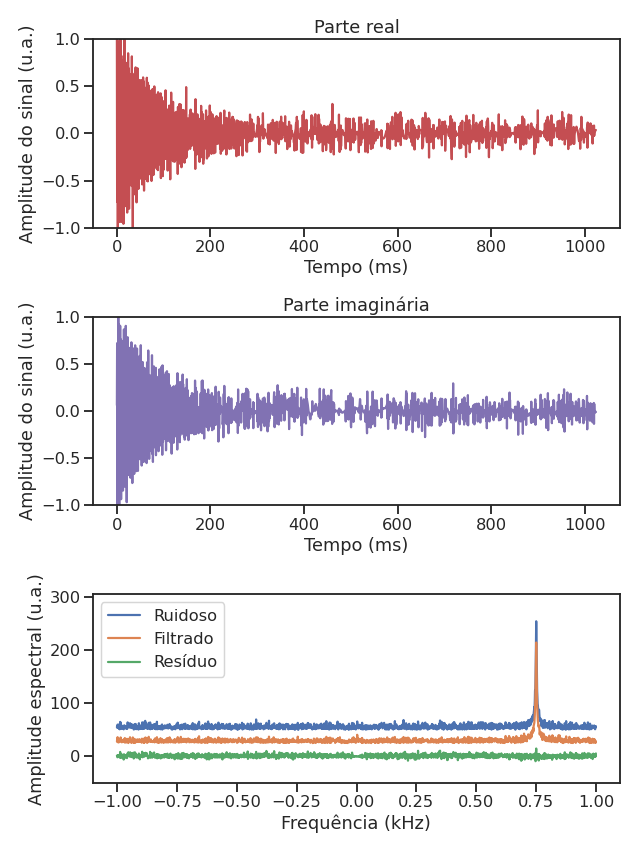 Parte real
Amplitude do sinal (u.a.)
1.0
0.5
0.0
−0.5
−1.0
0 200 400 600 800 1000
Tempo (ms)
Parte imaginária
Amplitude do sinal (u.a.)
1.0
0.5
0.0
−0.5
−1.0
0 200 400 600 800 1000
Tempo (ms)
Amplitude espectral (u.a.)
300
200
100
0
Ruidoso
Filtrado
Resíduo
−1.00 −0.75 −0.50 −0.25 0.00 0.25 0.50 0.75 1.00
Frequência (kHz)